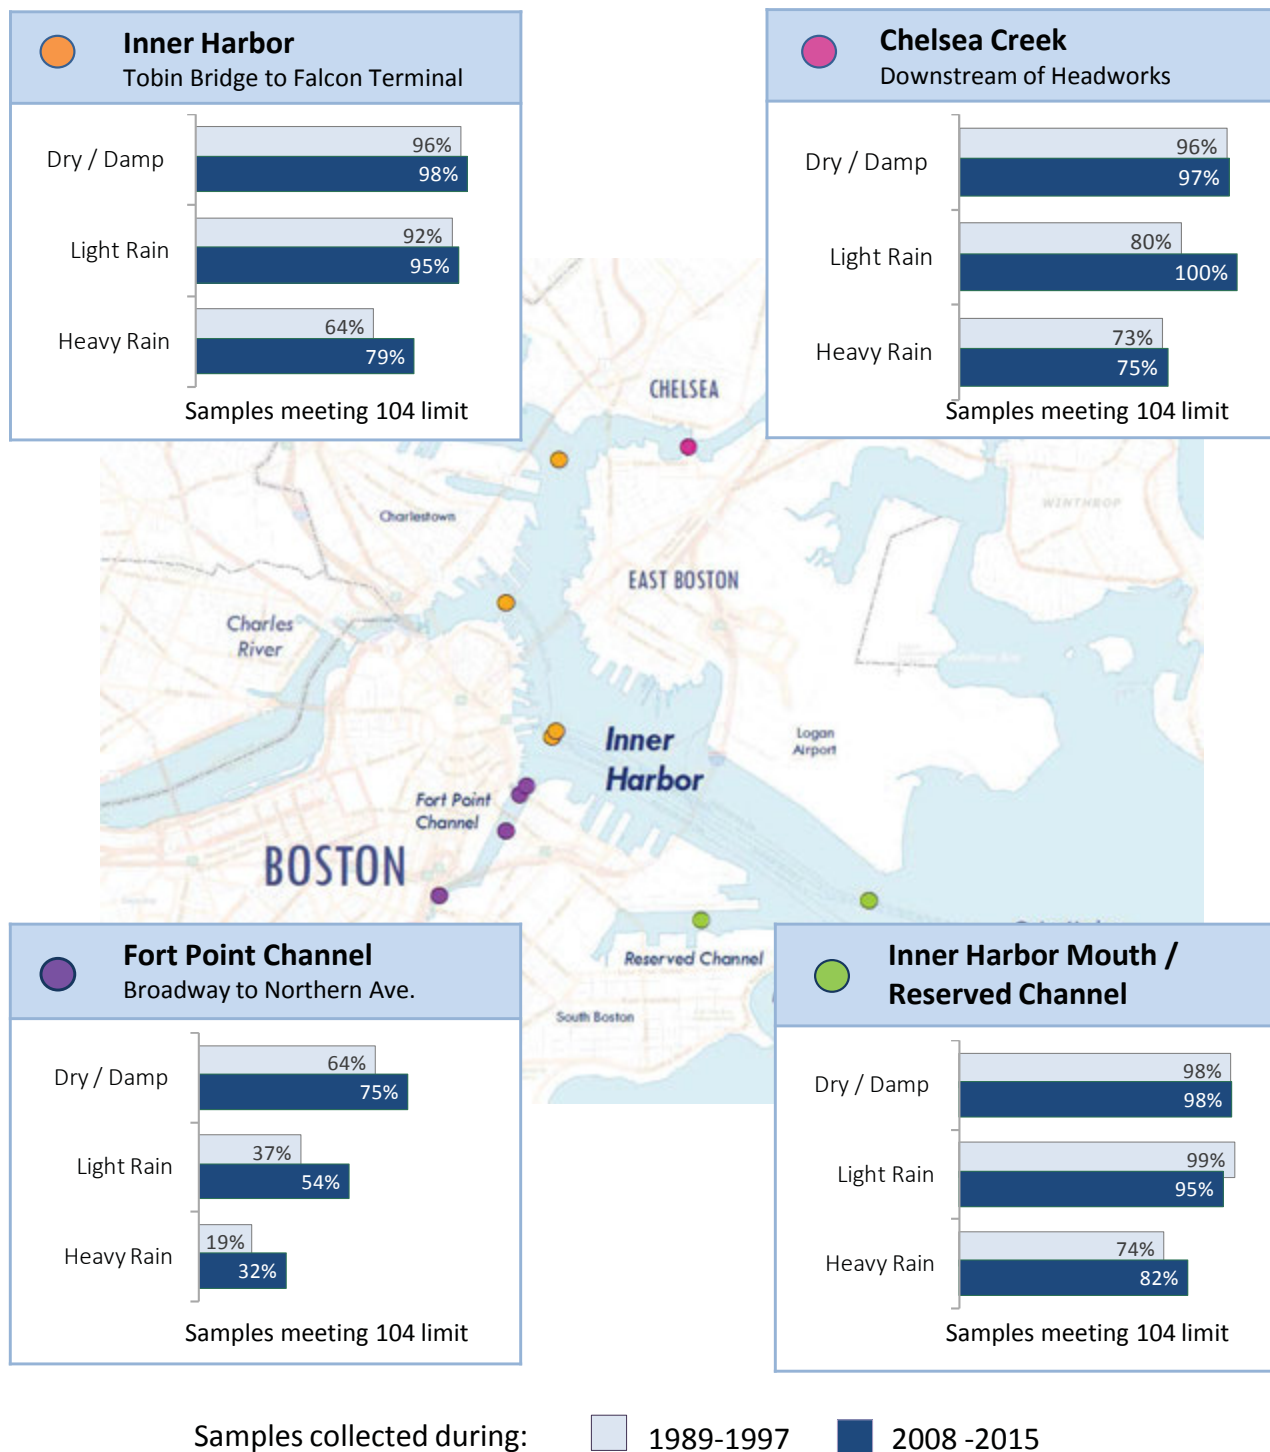 Inner Harbor
Tobin Bridge to Falcon Terminal
Dry / Damp
96%
98%
Light Rain
92%
95%
Heavy Rain
64%
79%
Samples meeting 104 limit
Chelsea Creek
Downstream of Headworks
Dry / Damp
96%
97%
Light Rain
80%
100%
Heavy Rain
73%
75%
Samples meeting 104 limit
CHELSEA
WINTHROP
Charlestown
EAST BOSTON
Charles
River
Inner
Harbor
Logan
Airport
Fort Point
Channel
BOSTON
Reserved Channel
South Boston
Fort Point Channel
Broadway to Northern Ave.
Dry / Damp
64%
75%
Light Rain
37%
54%
Heavy Rain
19%
32%
Samples meeting 104 limit
Inner Harbor Mouth /
Reserved Channel
Dry / Damp
98%
98%
Light Rain
99%
95%
Heavy Rain
74%
82%
Samples meeting 104 limit
Samples collected during:
1989-1997
2008 -2015